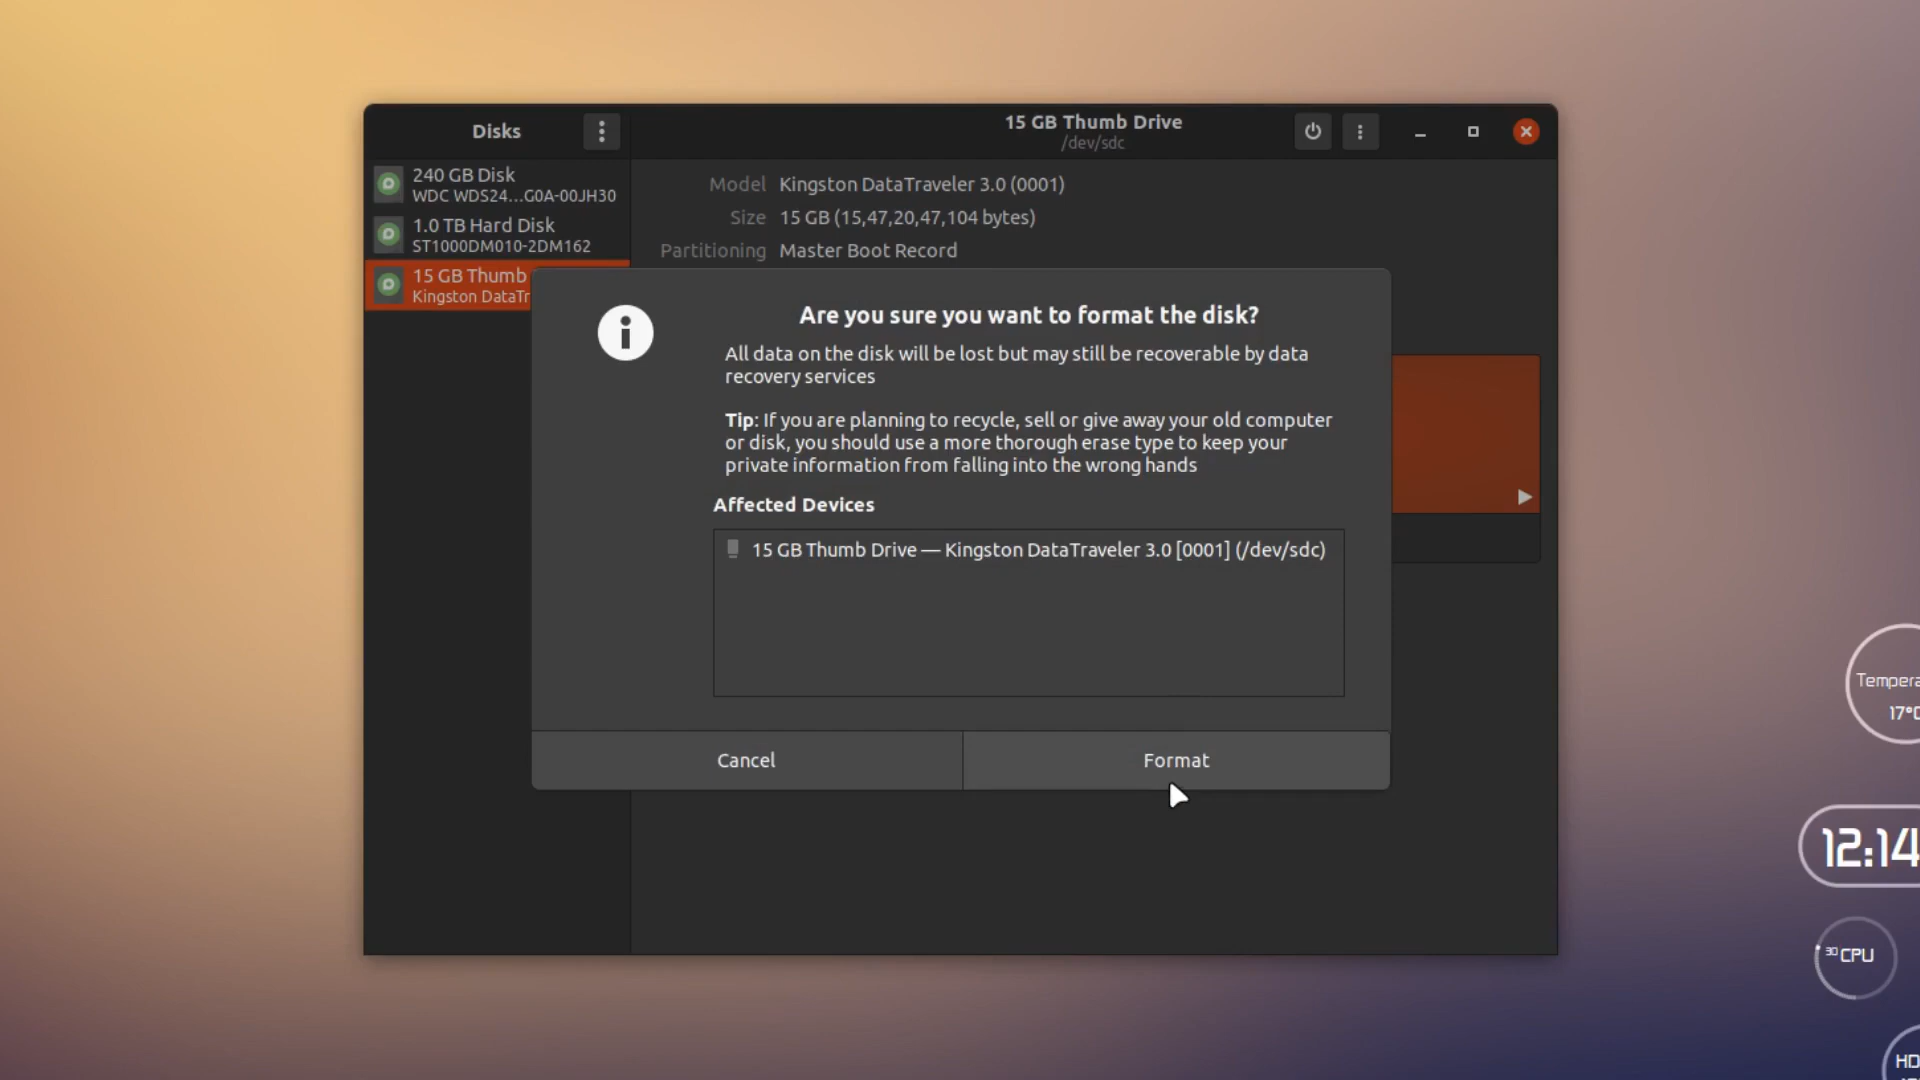 Disks
15 GB Thumb Drive
/dev/sdc
240 GB Disk
WDC WDS24...G0A-00JH30
1.0 TB Hard Disk
ST1000DM010-2DM162
15 GB Thumb
Kingston DataTr
Model Kingston DataTraveler 3.0 (0001)
Size 15 GB (15,47,20,47,104 bytes)
Partitioning Master Boot Record
Are you sure you want to format the disk?
All data on the disk will be lost but may still be recoverable by data
recovery services
Tip: If you are planning to recycle, sell or give away your old computer
or disk, you should use a more thorough erase type to keep your
private information from falling into the wrong hands
Affected Devices
15 GB Thumb Drive — Kingston DataTraveler 3.0 [0001] (/dev/sdc)
Cancel
Format
Tempera
17°C
12:14
30 CPU
HD